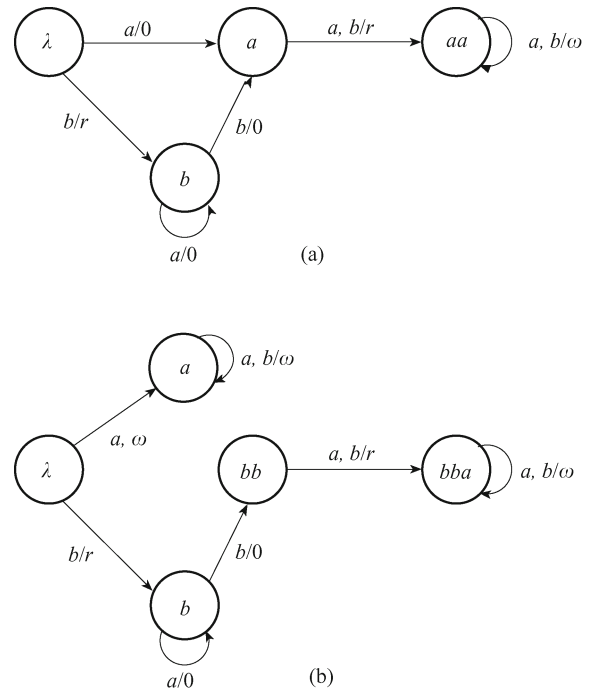 λ a/0 a a, b/r aa a, b/ω
b/r b/0
b
a/0 (a)
a a, b/ω
a, ω
λ bb a, b/r bba a, b/ω
b/r b/0
b
a/0 (b)